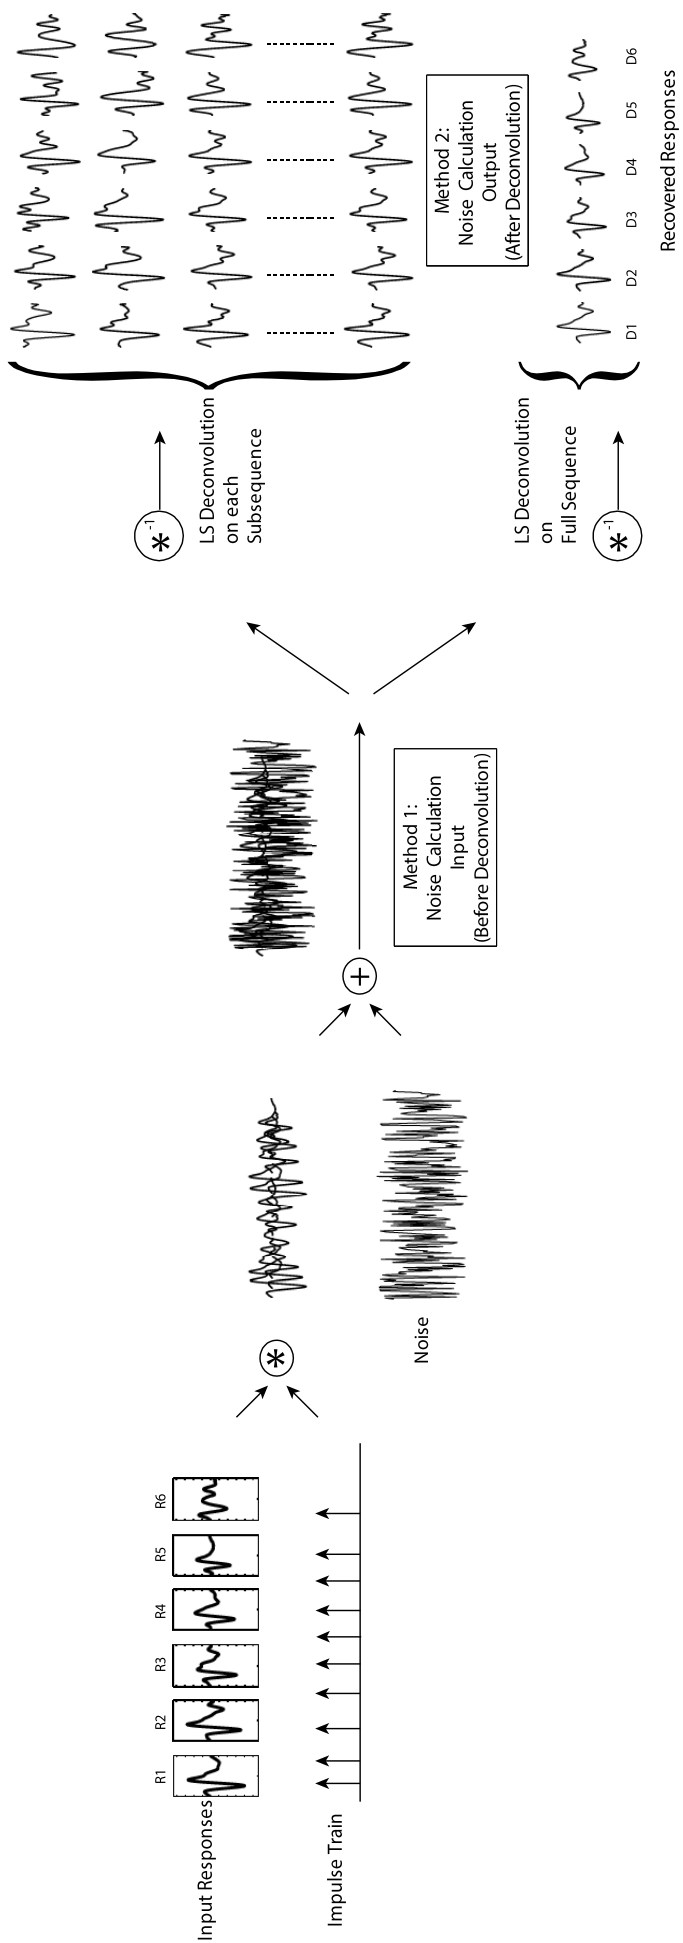 Input Responses
R1 R2 R3 R4 R5 R6
Impulse Train
*
Noise
+
Method 1:
Noise Calculation
Input
(Before Deconvolution)
*-1
LS Deconvolution
on each
Subsequence
Method 2:
Noise Calculation
Output
(After Deconvolution)
LS Deconvolution
on
Full Sequence
*-1
D1 D2 D3 D4 D5 D6
Recovered Responses